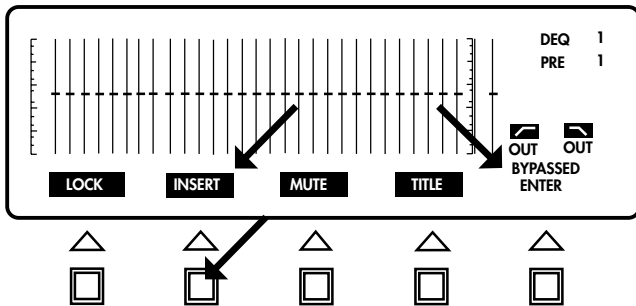 DEQ 1
PRE 1
OUT OUT
BYPASSED
LOCK INSERT MUTE TITLE ENTER